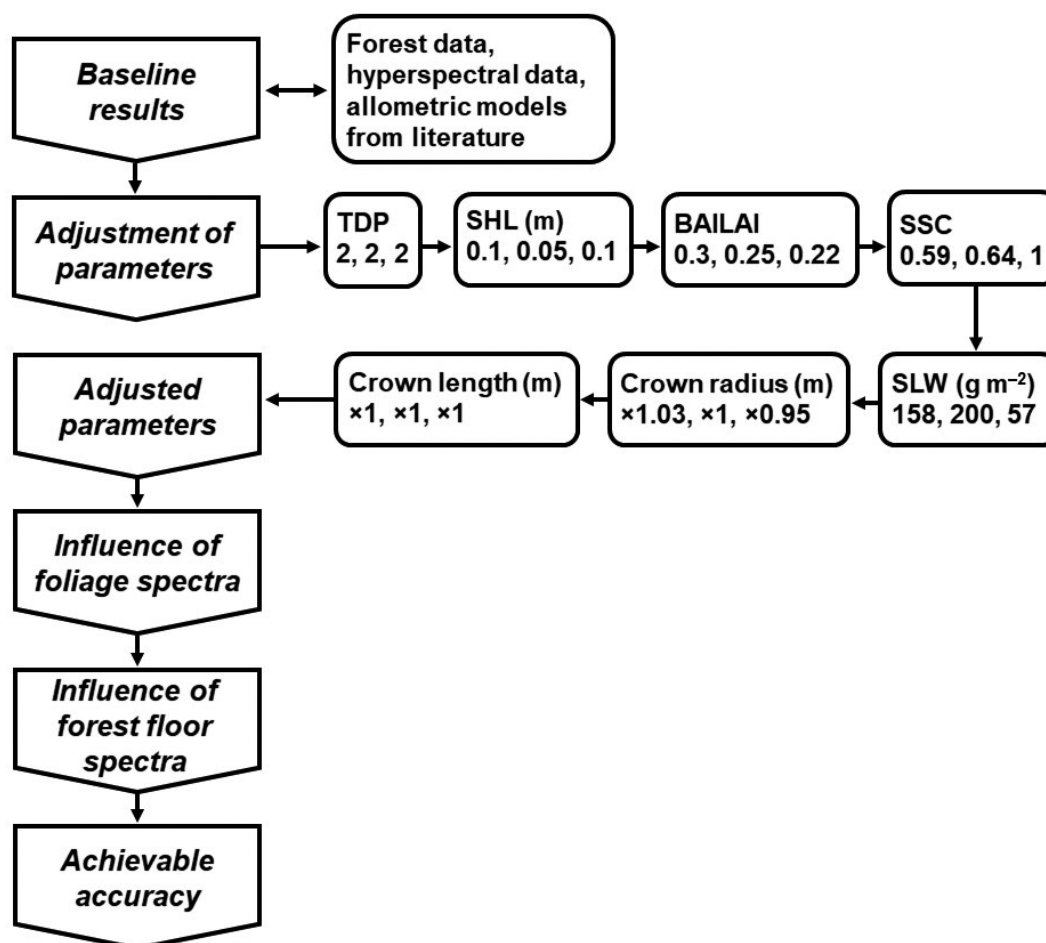 Baseline
results
Forest data,
hyperspectral data,
allometric models
from literature
Adjustment of
parameters
TDP
2, 2, 2
SHL (m)
0.1, 0.05, 0.1
BAILAI
0.3, 0.25, 0.22
SSC
0.59, 0.64, 1
SLW (g m⁻²)
158, 200, 57
Crown radius (m)
×1.03, ×1, ×0.95
Crown length (m)
×1, ×1, ×1
Adjusted
parameters
Influence of
foliage spectra
Influence of
forest floor
spectra
Achievable
accuracy